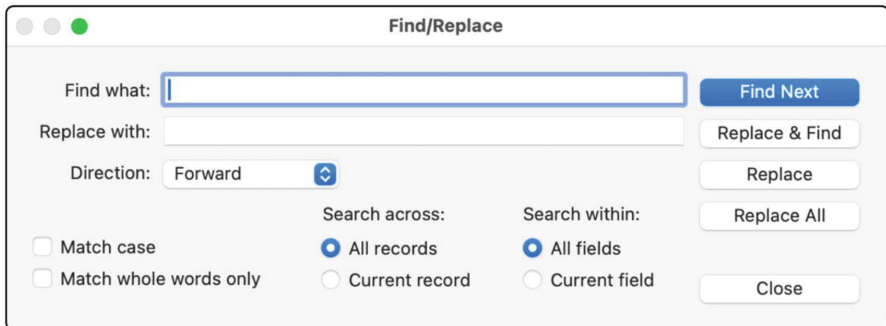 Find/Replace
Find what:
Find Next
Replace with:
Replace & Find
Direction: Forward
Replace
Search across:
Search within:
Replace All
Match case
All records
All fields
Match whole words only
Current record
Current field
Close